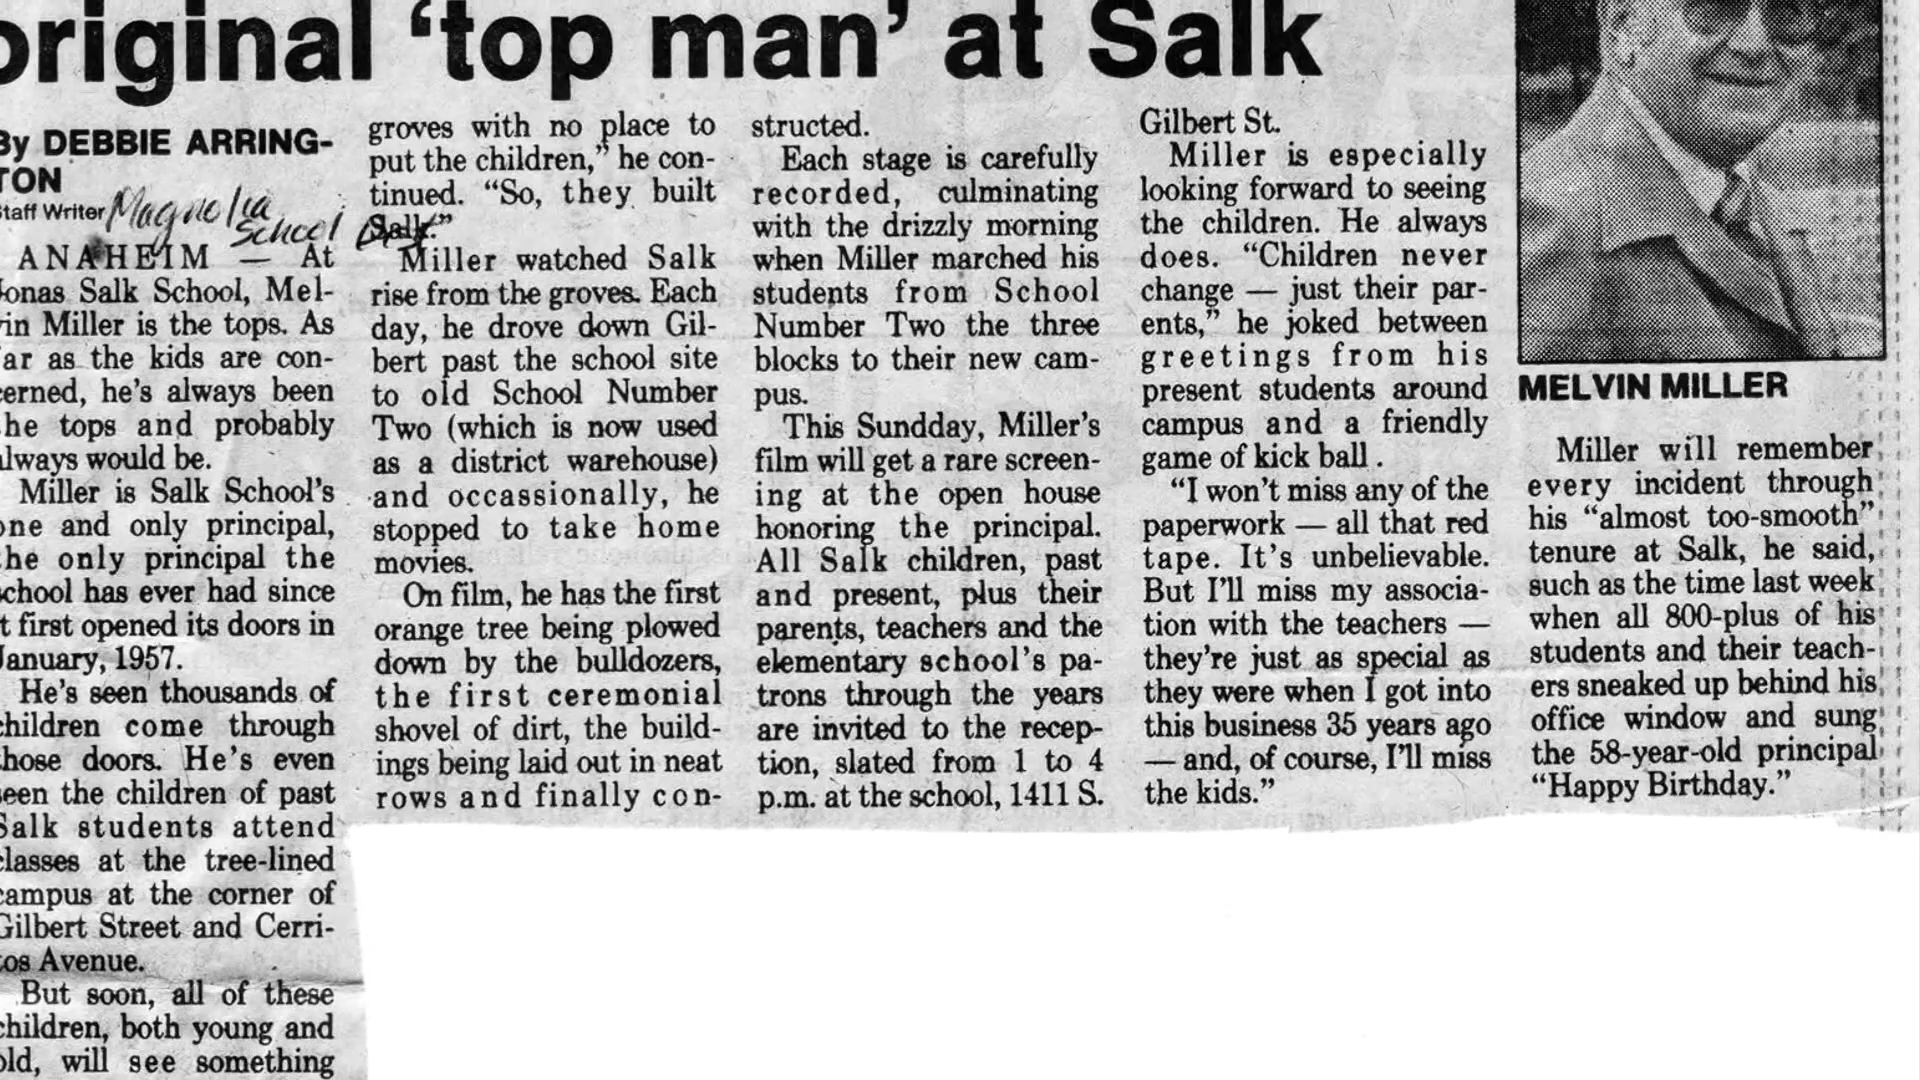 original ‘top man’ at Salk
By DEBBIE ARRING-
TON
Staff Writer
Magnolia
School
ANAHEIM — At
Jonas Salk School, Mel-
vin Miller is the tops. As
far as the kids are con-
cerned, he's always been
the tops and probably
always would be.
Miller is Salk School's
one and only principal,
the only principal the
school has ever had since
it first opened its doors in
January, 1957.
He's seen thousands of
children come through
those doors. He's even
seen the children of past
Salk students attend
classes at the tree-lined
campus at the corner of
Gilbert Street and Cerri-
tos Avenue.
But soon, all of these
children, both young and
old, will see something
groves with no place to
put the children,” he con-
tinued. “So, they built
Salk.”
Miller watched Salk
rise from the groves. Each
day, he drove down Gil-
bert past the school site
to old School Number
Two (which is now used
as a district warehouse)
and occassionally, he
stopped to take home
movies.
On film, he has the first
orange tree being plowed
down by the bulldozers,
the first ceremonial
shovel of dirt, the build-
ings being laid out in neat
rows and finally con-
structed.
Each stage is carefully
recorded, culminating
with the drizzly morning
when Miller marched his
students from School
Number Two the three
blocks to their new cam-
pus.
This Sundday, Miller's
film will get a rare screen-
ing at the open house
honoring the principal.
All Salk children, past
and present, plus their
parents, teachers and the
elementary school's pa-
trons through the years
are invited to the recep-
tion, slated from 1 to 4
p.m. at the school, 1411 S.
Gilbert St.
Miller is especially
looking forward to seeing
the children. He always
does. “Children never
change — just their par-
ents,” he joked between
greetings from his
present students around
campus and a friendly
game of kick ball.
“I won't miss any of the
paperwork — all that red
tape. It's unbelievable.
But I'll miss my associa-
tion with the teachers —
they're just as special as
they were when I got into
this business 35 years ago
— and, of course, I'll miss
the kids.”
MELVIN MILLER
Miller will remember
every incident through
his “almost too-smooth”
tenure at Salk, he said,
such as the time last week
when all 800-plus of his
students and their teach-
ers sneaked up behind his
office window and sung
the 58-year-old principal
“Happy Birthday.”